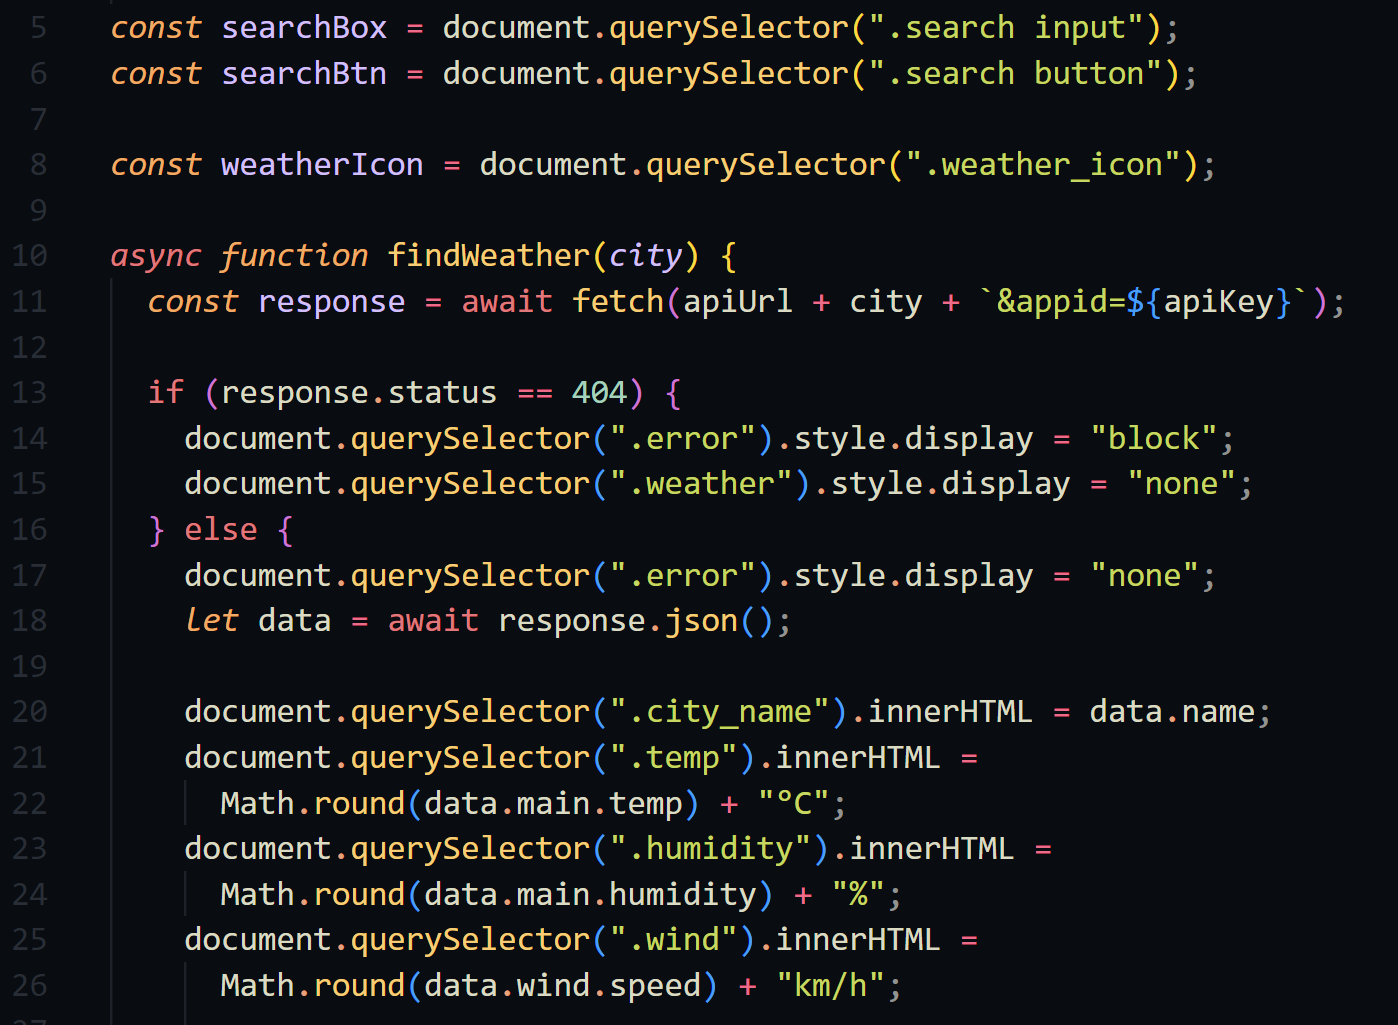 5 const searchBox = document.querySelector(".search input");
6 const searchBtn = document.querySelector(".search button");
7
8 const weatherIcon = document.querySelector(".weather_icon");
9
10 async function findWeather(city) {
11 const response = await fetch(apiUrl + city + `&appid=${apiKey}`);
12
13 if (response.status == 404) {
14 document.querySelector(".error").style.display = "block";
15 document.querySelector(".weather").style.display = "none";
16 } else {
17 document.querySelector(".error").style.display = "none";
18 let data = await response.json();
19
20 document.querySelector(".city_name").innerHTML = data.name;
21 document.querySelector(".temp").innerHTML =
22 Math.round(data.main.temp) + "°C";
23 document.querySelector(".humidity").innerHTML =
24 Math.round(data.main.humidity) + "%";
25 document.querySelector(".wind").innerHTML =
26 Math.round(data.wind.speed) + "km/h";